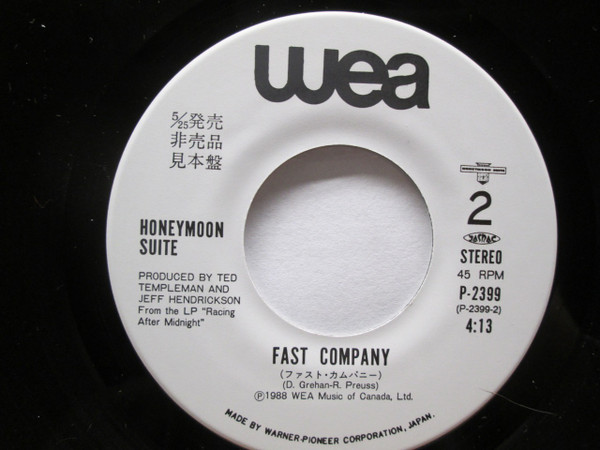 wea
5/25発売
非売品
見本盤
HONEYMOON
SUITE
PRODUCED BY TED
TEMPLEMAN AND
JEFF HENDRICKSON
From the LP "Racing
After Midnight"
2
JASRAC
STEREO
45 RPM
P-2399
(P-2399-2)
4:13
FAST COMPANY
(ファスト・カムパニー)
(D. Grehan-R. Preuss)
Ⓟ1988 WEA Music of Canada, Ltd.
MADE BY WARNER-PIONEER CORPORATION, JAPAN.